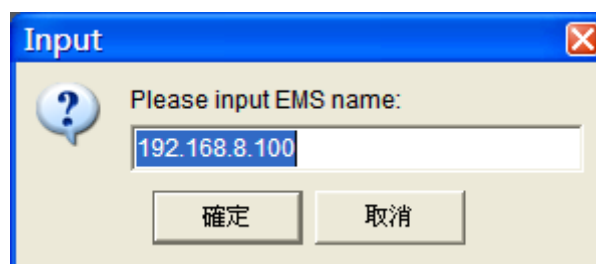 Input
Please input EMS name:
192.168.8.100
確定
取消